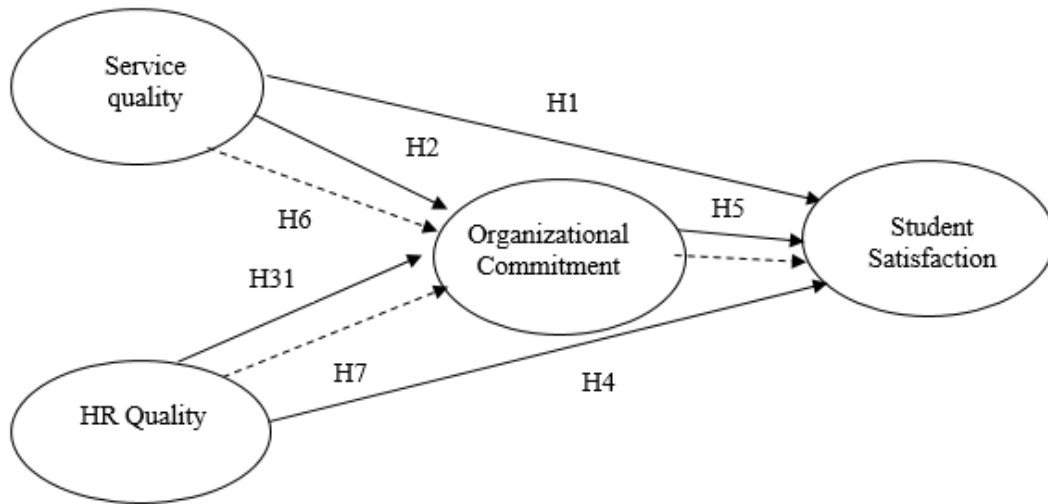 Service
quality
H1
H2
H6
H5
Organizational
Commitment
Student
Satisfaction
H31
H7
H4
HR Quality